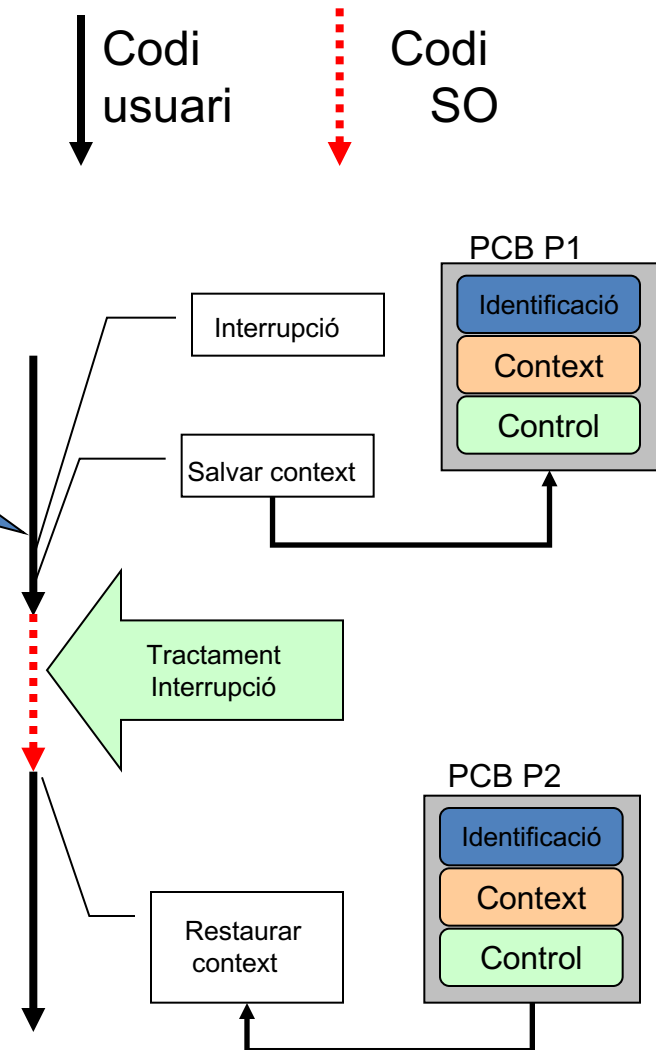 Codi
usuari
Codi
SO
PCB P1
Identificació
Context
Control
Interrupció
Salvar context
Tractament
Interrupció
PCB P2
Identificació
Context
Control
Restaurar
context